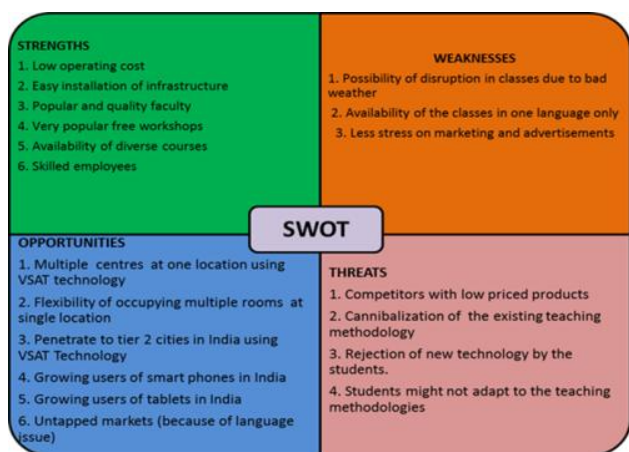 STRENGTHS
1. Low operating cost
2. Easy installation of infrastructure
3. Popular and quality faculty
4. Very popular free workshops
5. Availability of diverse courses
6. Skilled employees
WEAKNESSES
1. Possibility of disruption in classes due to bad
weather
2. Availability of the classes in one language only
3. Less stress on marketing and advertisements
SWOT
OPPORTUNITIES
1. Multiple centres at one location using
VSAT technology
2. Flexibility of occupying multiple rooms at
single location
3. Penetrate to tier 2 cities in India using
VSAT Technology
4. Growing users of smart phones in India
5. Growing users of tablets in India
6. Untapped markets (because of language
issue)
THREATS
1. Competitors with low priced products
2. Cannibalization of the existing teaching
methodology
3. Rejection of new technology by the
students.
4. Students might not adapt to the teaching
methodologies